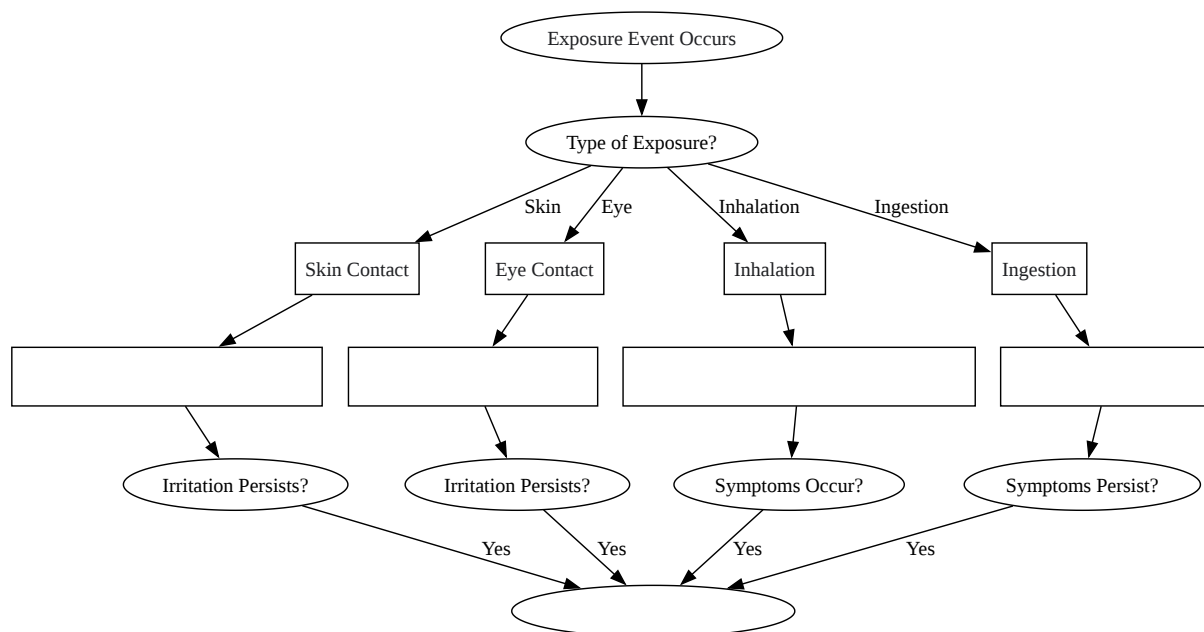 Exposure Event Occurs
Type of Exposure?
Skin
Eye
Inhalation
Ingestion
Skin Contact
Eye Contact
Inhalation
Ingestion
Irritation Persists?
Irritation Persists?
Symptoms Occur?
Symptoms Persist?
Yes
Yes
Yes
Yes